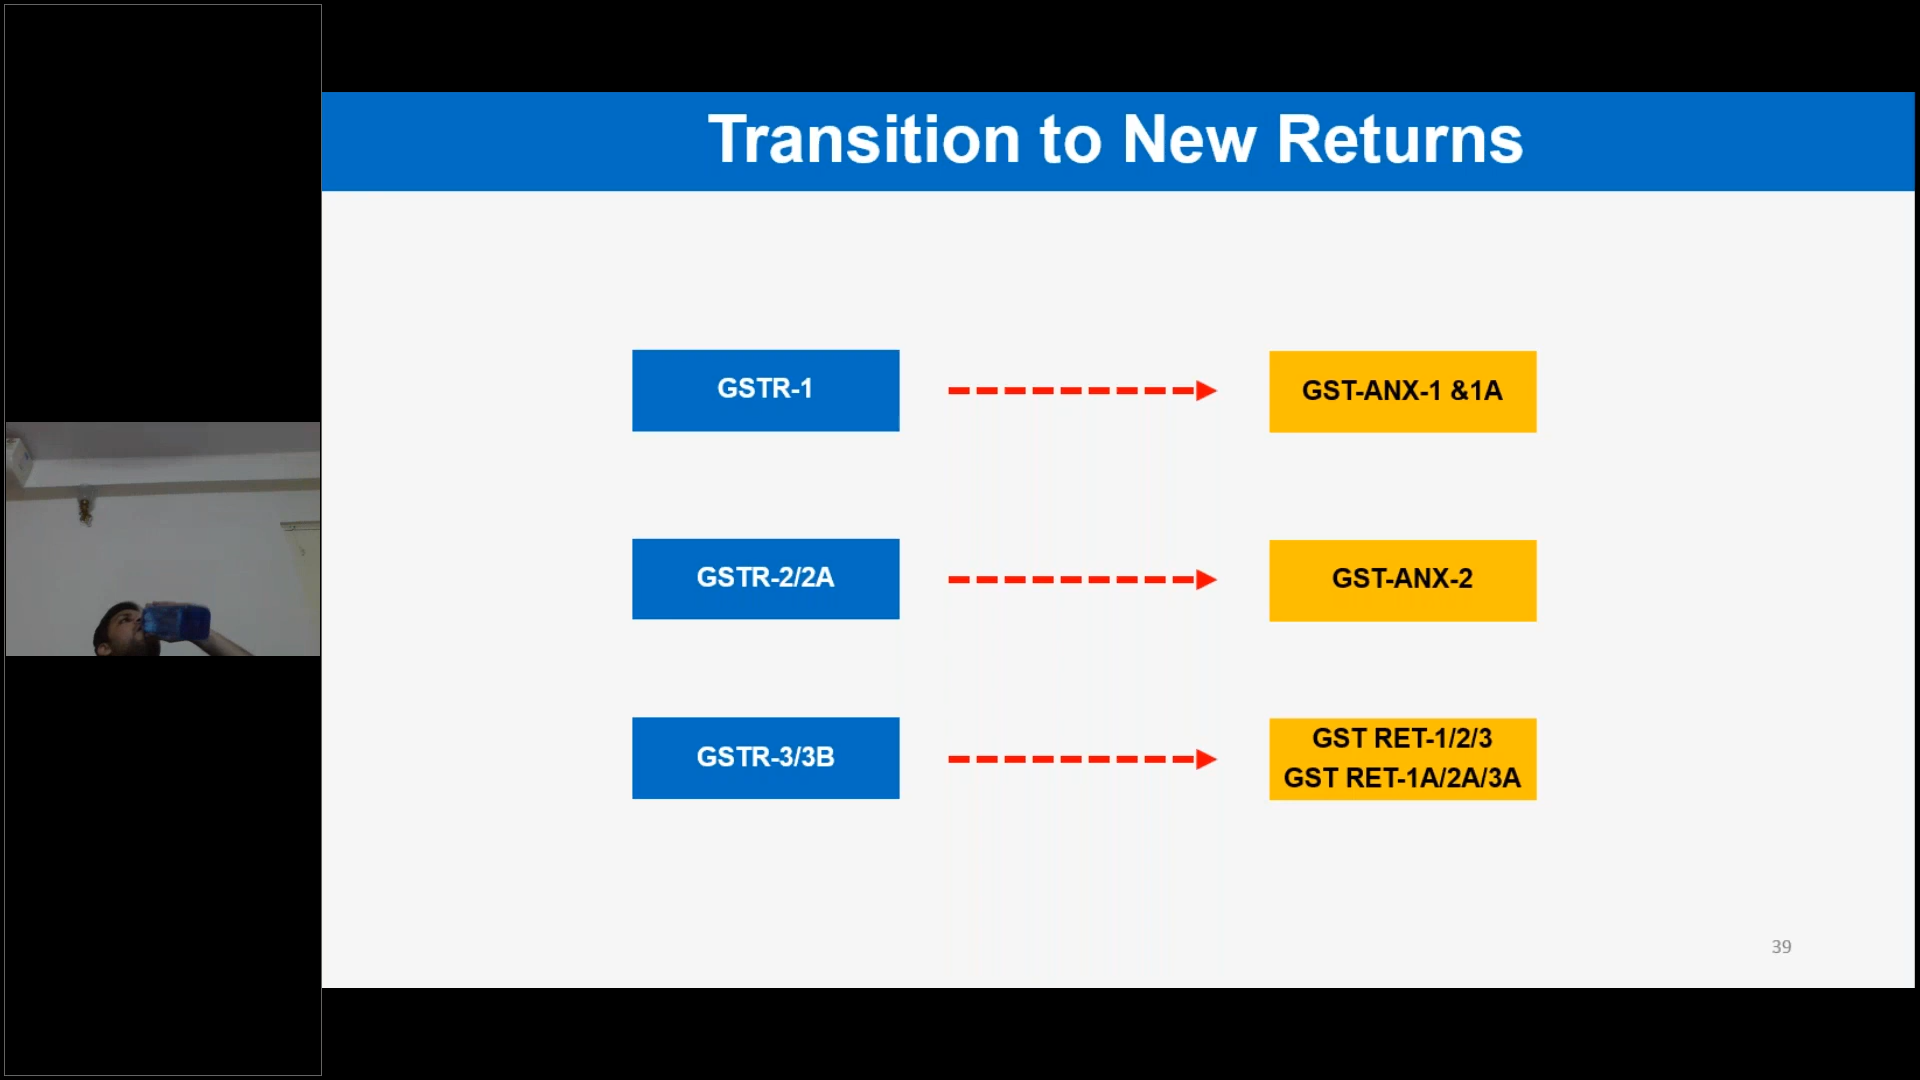 Transition to New Returns
GSTR-1
GST-ANX-1 &1A
GSTR-2/2A
GST-ANX-2
GSTR-3/3B
GST RET-1/2/3
GST RET-1A/2A/3A
39